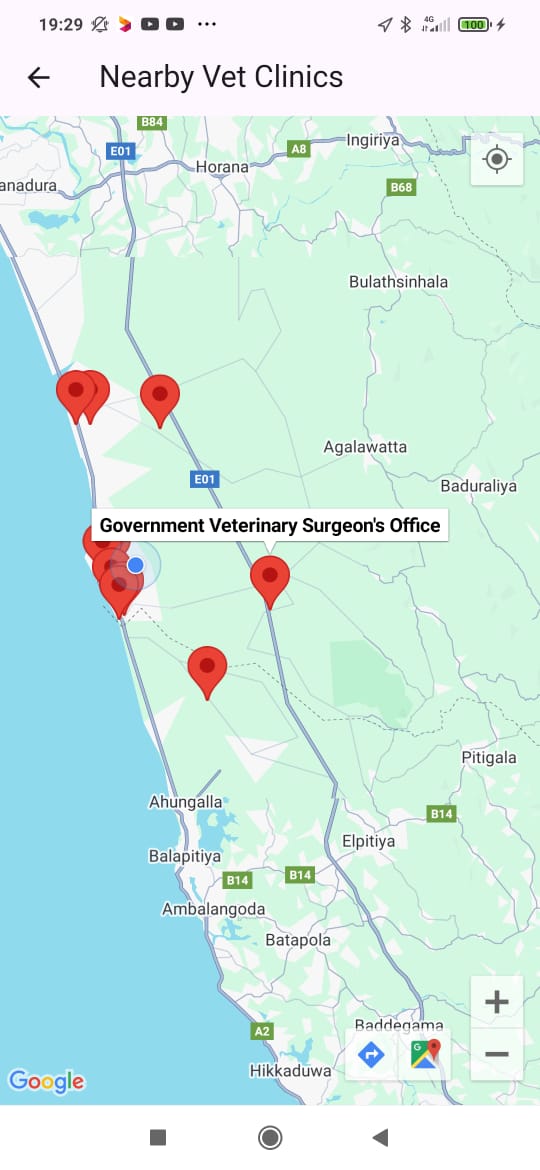 19:29
4G
100
Nearby Vet Clinics
B84
E01
A8
Ingiriya
Horana
anadura
B68
Bulathsinhala
Agalawatta
E01
Baduraliya
Government Veterinary Surgeon's Office
Pitigala
Ahungalla
B14
Elpitiya
Balapitiya
B14
B14
Ambalangoda
Batapola
Baddegama
A2
G
Hikkaduwa
Google